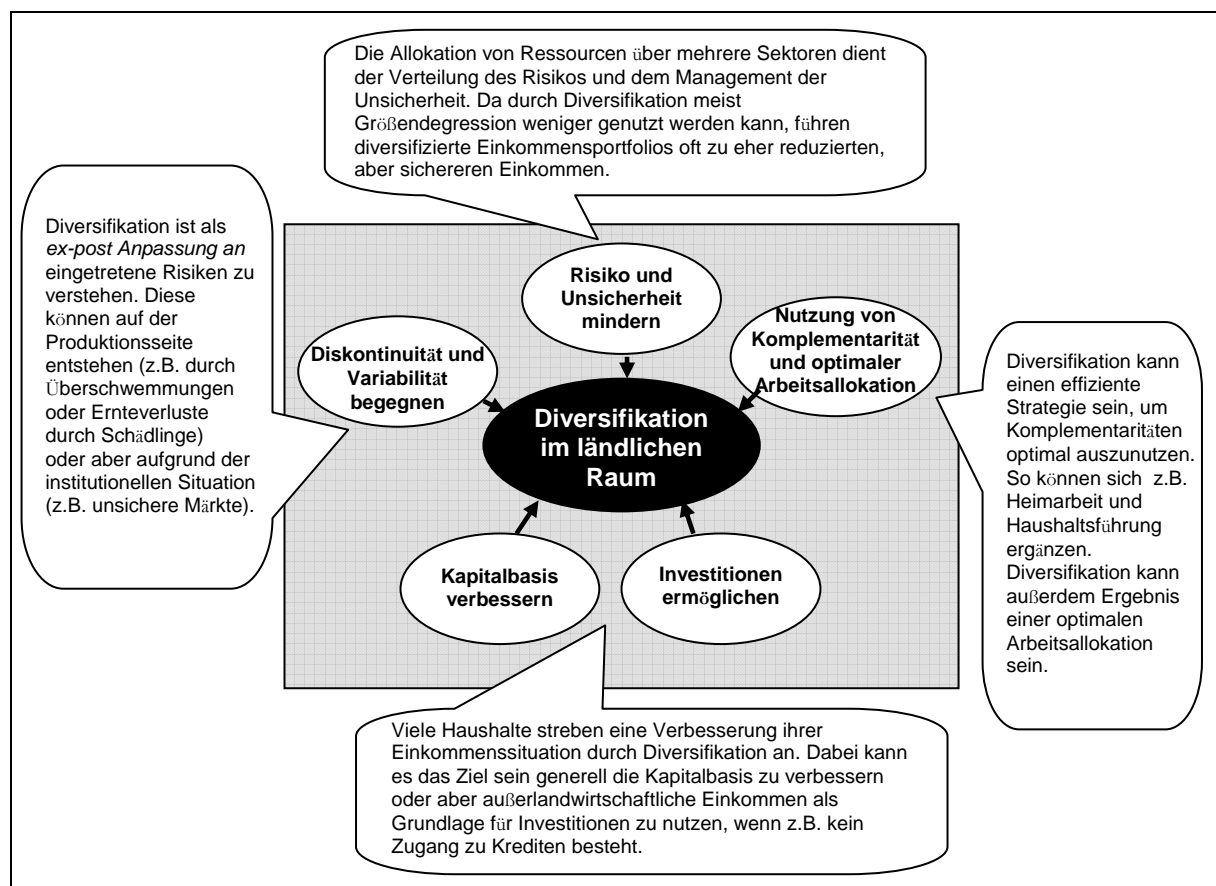 Die Allokation von Ressourcen über mehrere Sektoren dient
der Verteilung des Risikos und dem Management der
Unsicherheit. Da durch Diversifikation meist
Größendegression weniger genutzt werden kann, führen
diversifizierte Einkommensportfolios oft zu eher reduzierten,
aber sichereren Einkommen.
Diversifikation ist als
ex-post Anpassung an
eingetretene Risiken zu
verstehen. Diese
können auf der
Produktionsseite
entstehen (z.B. durch
Überschwemmungen
oder Ernteverluste
durch Schädlinge)
oder aber aufgrund der
institutionellen Situation
(z.B. unsichere Märkte).
Risiko und
Unsicherheit
mindern
Diskontinuität und
Variabilität
begegnen
Nutzung von
Komplementarität
und optimaler
Arbeitsallokation
Diversifikation
im ländlichen
Raum
Kapitalbasis
verbessern
Investitionen
ermöglichen
Diversifikation kann
einen effiziente
Strategie sein, um
Komplementaritäten
optimal auszunutzen.
So können sich z.B.
Heimarbeit und
Haushaltsführung
ergänzen.
Diversifikation kann
außerdem Ergebnis
einer optimalen
Arbeitsallokation
sein.
Viele Haushalte streben eine Verbesserung ihrer
Einkommenssituation durch Diversifikation an. Dabei kann
es das Ziel sein generell die Kapitalbasis zu verbessern
oder aber außerlandwirtschaftliche Einkommen als
Grundlage für Investitionen zu nutzen, wenn z.B. kein
Zugang zu Krediten besteht.